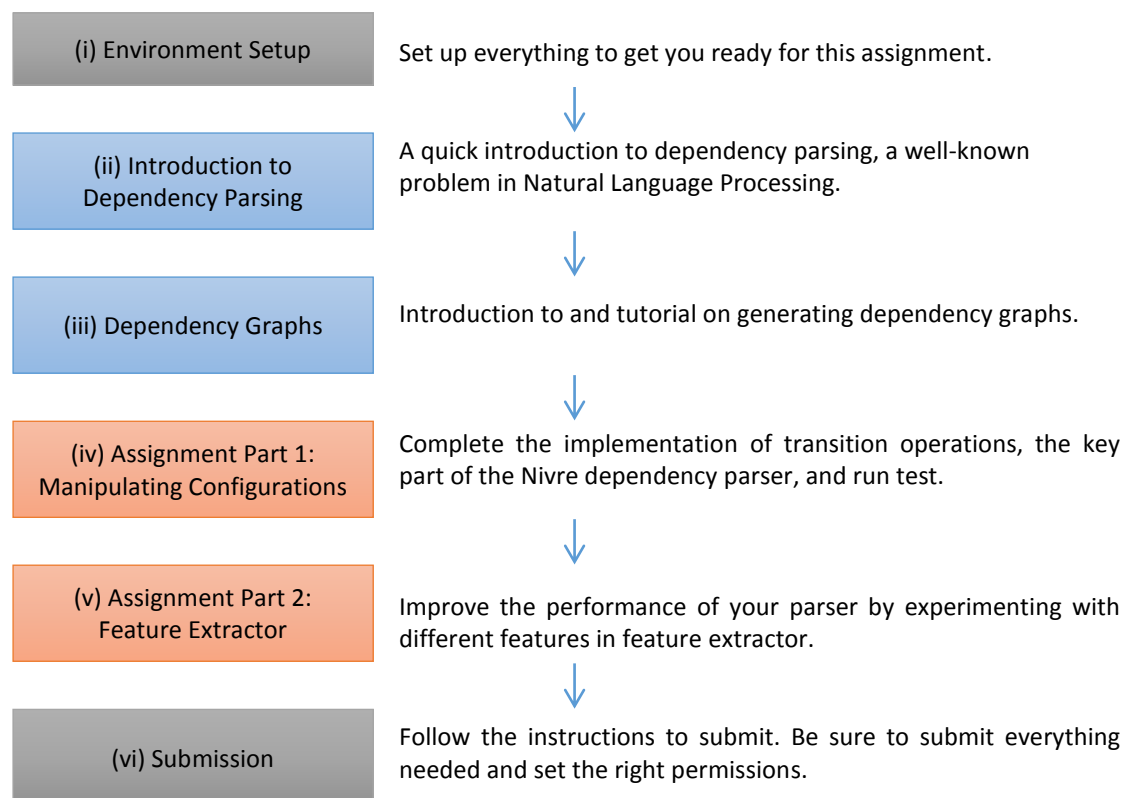 (i) Environment Setup
Set up everything to get you ready for this assignment.
(ii) Introduction to
Dependency Parsing
A quick introduction to dependency parsing, a well-known
problem in Natural Language Processing.
(iii) Dependency Graphs
Introduction to and tutorial on generating dependency graphs.
(iv) Assignment Part 1:
Manipulating Configurations
Complete the implementation of transition operations, the key
part of the Nivre dependency parser, and run test.
(v) Assignment Part 2:
Feature Extractor
Improve the performance of your parser by experimenting with
different features in feature extractor.
(vi) Submission
Follow the instructions to submit. Be sure to submit everything
needed and set the right permissions.